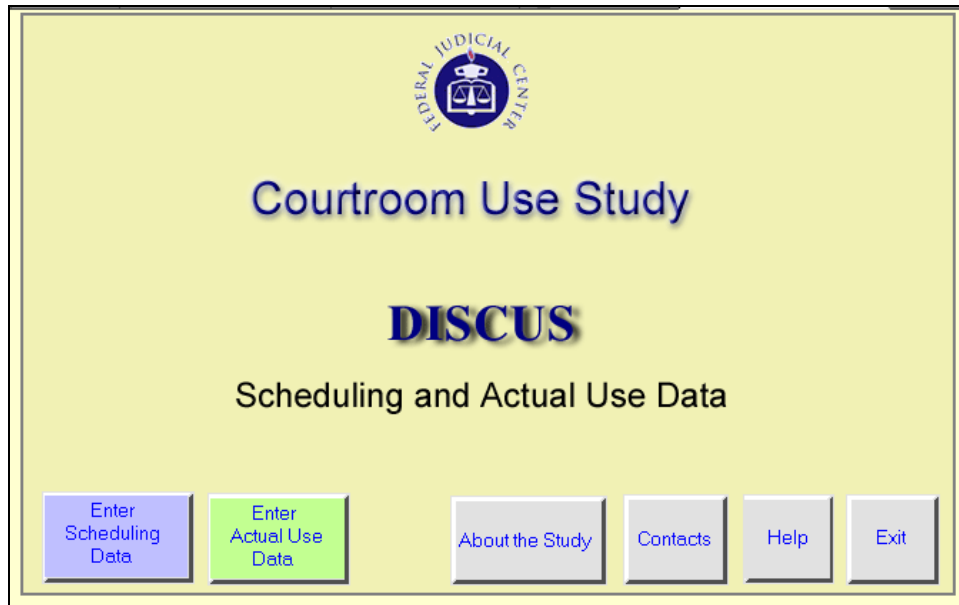 FEDERAL JUDICIAL CENTER
Courtroom Use Study
DISCUS
Scheduling and Actual Use Data
Enter
Scheduling
Data
Enter
Actual Use
Data
About the Study
Contacts
Help
Exit